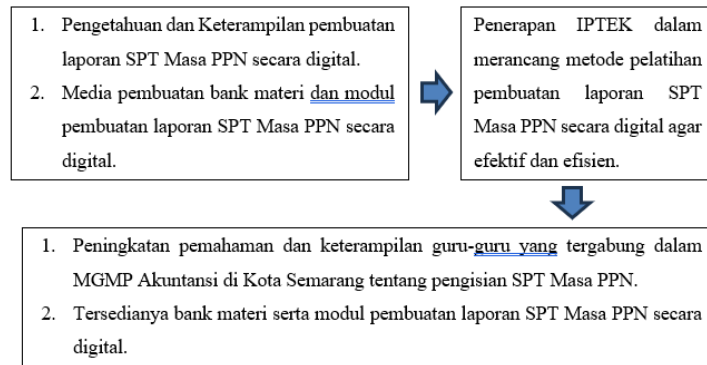 1. Pengetahuan dan Keterampilan pembuatan
laporan SPT Masa PPN secara digital.
2. Media pembuatan bank materi dan modul
pembuatan laporan SPT Masa PPN secara
digital.
Penerapan IPTEK dalam
merancang metode pelatihan
pembuatan laporan SPT
Masa PPN secara digital agar
efektif dan efisien.
1. Peningkatan pemahaman dan keterampilan guru-guru yang tergabung dalam
MGMP Akuntansi di Kota Semarang tentang pengisian SPT Masa PPN.
2. Tersedianya bank materi serta modul pembuatan laporan SPT Masa PPN secara
digital.